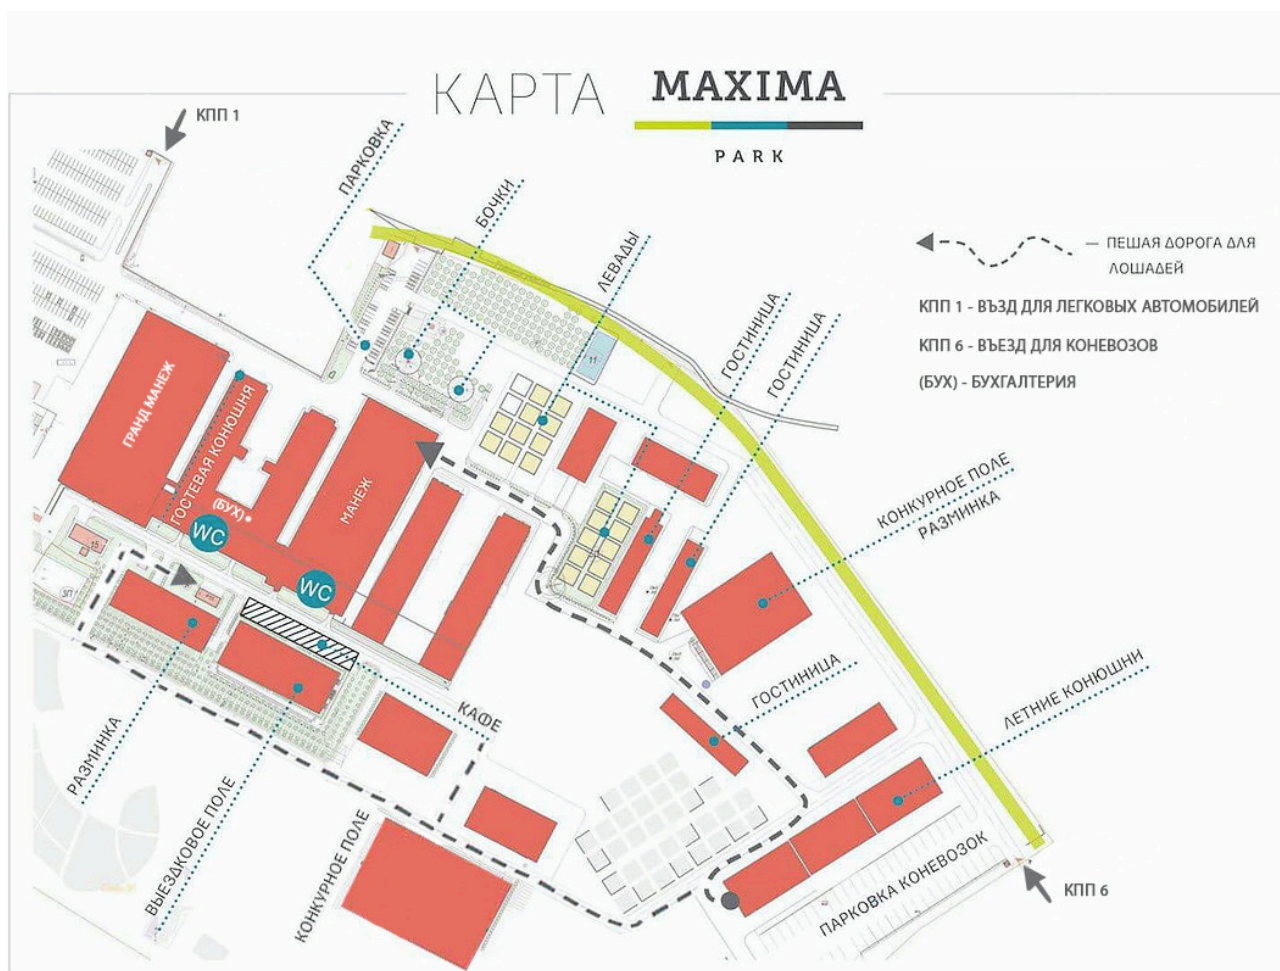 КАРТА
MAXIMA
PARK
КПП 1
ПАРКОВКА
БОЧКИ
ЛЕВАДЫ
ГОСТИНИЦА
ГОСТИНИЦА
ПЕШАЯ ДОРОГА ДЛЯ
ЛОШАДЕЙ
КПП 1 - ВЪЗД ДЛЯ ЛЕГКОВЫХ АВТОМОБИЛЕЙ
КПП 6 - ВЪЕЗД ДЛЯ КОНЕВОЗОВ
(БУХ) - БУХГАЛТЕРИЯ
11
ГРАНД МАНЕЖ
ГОСТЕВАЯ КОНЮШНЯ
(БУХ)
МАНЕЖ
WC
WC
15
ЗП
КОНКУРНОЕ ПОЛЕ
РАЗМИНКА
ГОСТИНИЦА
ЛЕТНИЕ КОНЮШНИ
КАФЕ
РАЗМИНКА
ВЫЕЗДКОВОЕ ПОЛЕ
КОНКУРНОЕ ПОЛЕ
ПАРКОВКА КОНЕВОЗОК
КПП 6